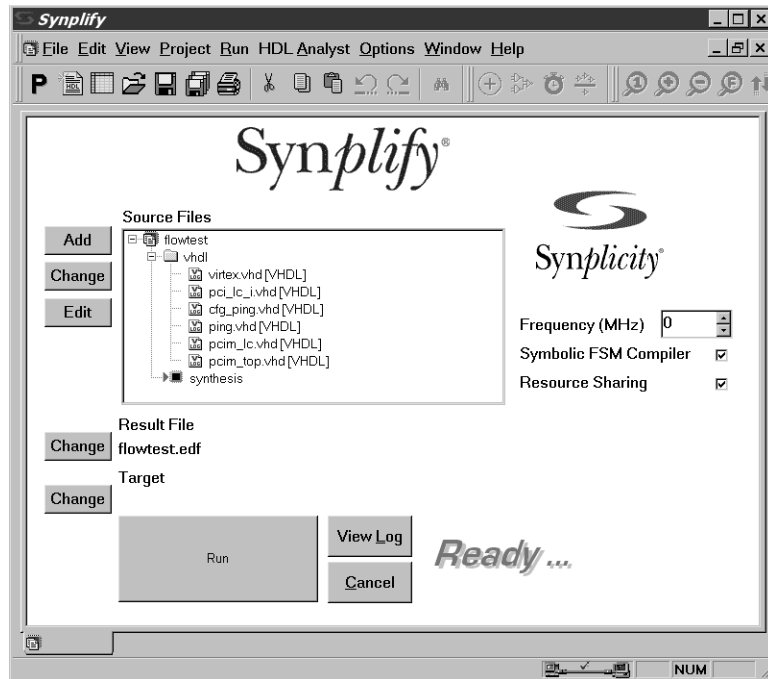 Synplify
File Edit View Project Run HDL Analyst Options Window Help
P HDL 1 F
Synplify®
Synplicity®
Source Files
Add
Change
Edit
flowtest
vhdl
virtex.vhd [VHDL]
pci_lc_i.vhd [VHDL]
cfg_ping.vhd [VHDL]
ping.vhd [VHDL]
pcim_lc.vhd [VHDL]
pcim_top.vhd [VHDL]
synthesis
Frequency (MHz) 0
Symbolic FSM Compiler
Resource Sharing
Result File
Change
flowtest.edf
Target
Change
Run
View Log
Cancel
Ready ...
NUM